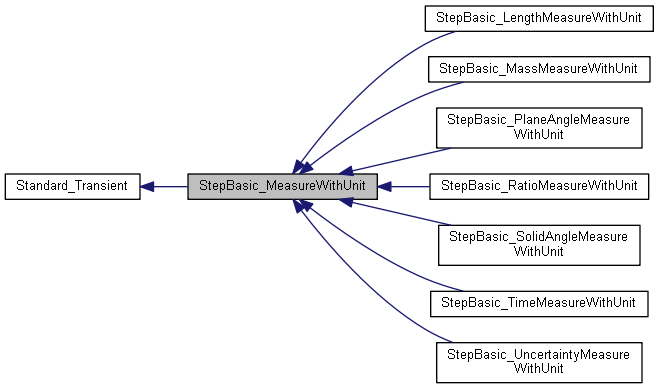 StepBasic_LengthMeasureWithUnit
StepBasic_MassMeasureWithUnit
StepBasic_PlaneAngleMeasure
WithUnit
Standard_Transient
StepBasic_MeasureWithUnit
StepBasic_RatioMeasureWithUnit
StepBasic_SolidAngleMeasure
WithUnit
StepBasic_TimeMeasureWithUnit
StepBasic_UncertaintyMeasure
WithUnit